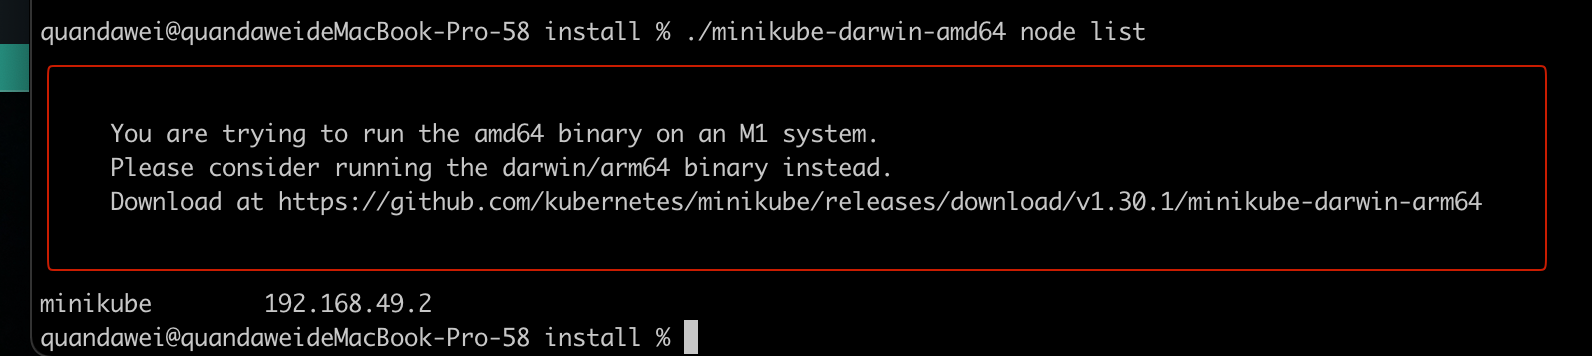 quandawei@quandaweideMacBook-Pro-58 install % ./minikube-darwin-amd64 node list
You are trying to run the amd64 binary on an M1 system.
Please consider running the darwin/arm64 binary instead.
Download at https://github.com/kubernetes/minikube/releases/download/v1.30.1/minikube-darwin-arm64
minikube        192.168.49.2
quandawei@quandaweideMacBook-Pro-58 install %